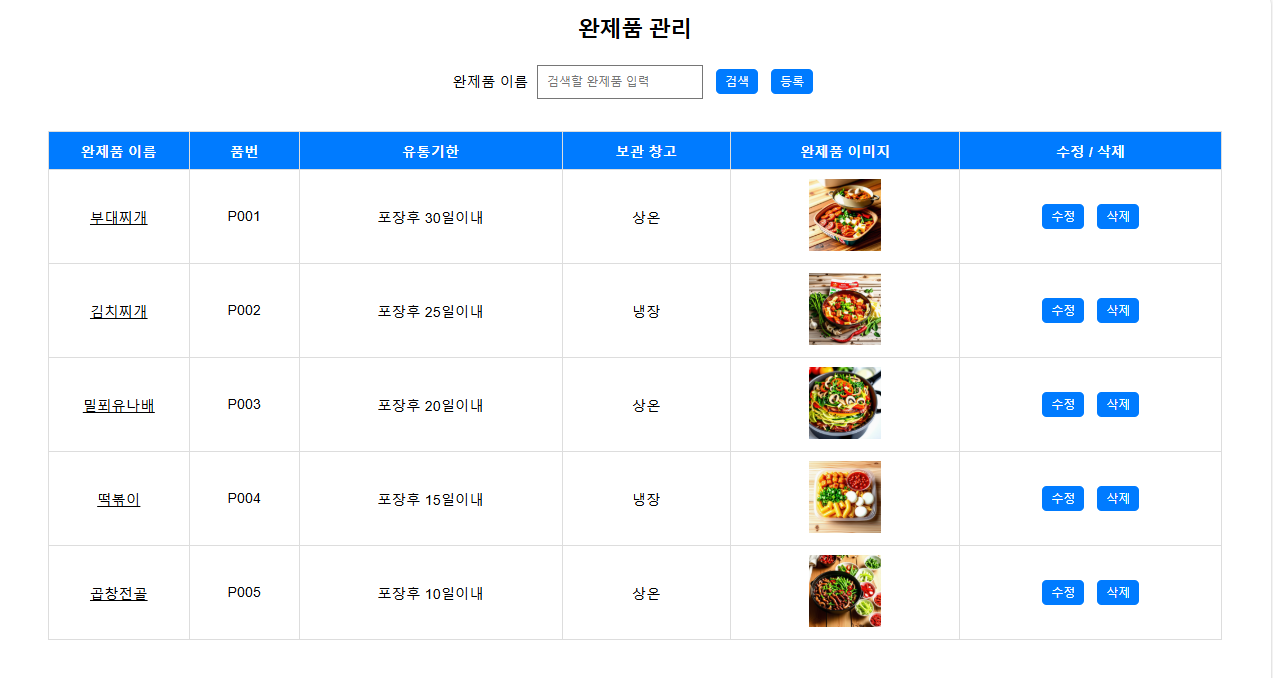 완제품 관리
완제품 이름 검색할 완제품 입력 검색 등록
완제품 이름 품번 유통기한 보관 창고 완제품 이미지 수정 / 삭제
부대찌개 P001 포장후 30일이내 상온 수정 삭제
김치찌개 P002 포장후 25일이내 냉장 수정 삭제
밀푀유나배 P003 포장후 20일이내 상온 수정 삭제
떡볶이 P004 포장후 15일이내 냉장 수정 삭제
곱창전골 P005 포장후 10일이내 상온 수정 삭제